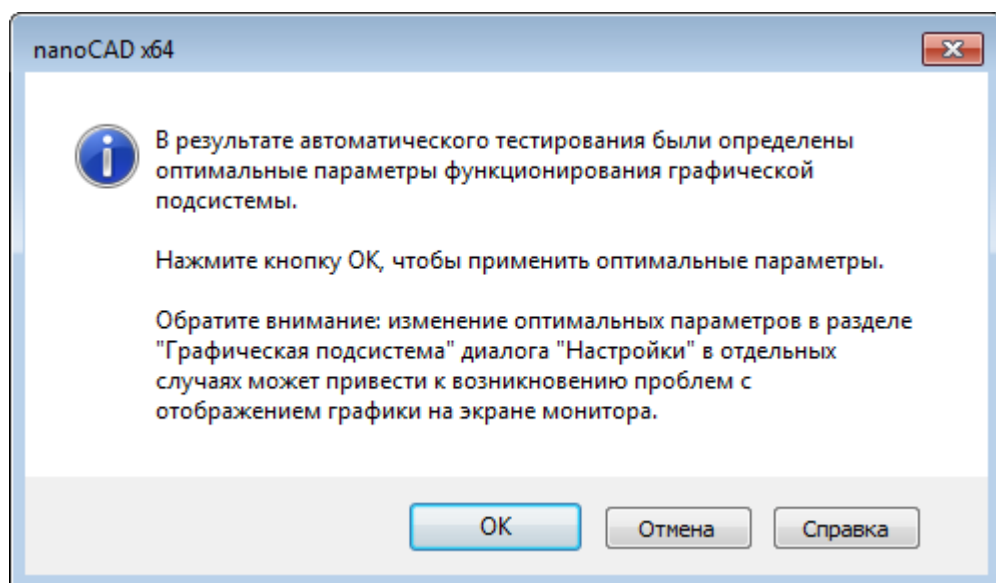 nanoCAD x64
В результате автоматического тестирования были определены
оптимальные параметры функционирования графической
подсистемы.
Нажмите кнопку ОК, чтобы применить оптимальные параметры.
Обратите внимание: изменение оптимальных параметров в разделе
"Графическая подсистема" диалога "Настройки" в отдельных
случаях может привести к возникновению проблем с
отображением графики на экране монитора.
ОК Отмена Справка